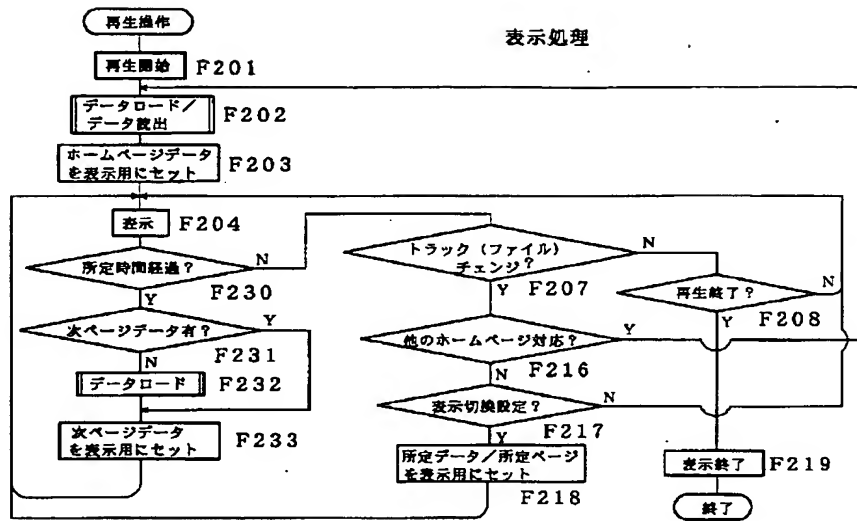 再生操作
表示処理
再生開始
F201
データロード/
データ読出
F202
ホームページデータ
を表示用にセット
F203
表示
F204
所定時間経過?
N
F230
Y
次ページデータ有?
Y
F231
N
データロード
F232
次ページデータ
を表示用にセット
F233
トラック(ファイル)
チェンジ?
N
F207
Y
他のホームページ対応?
Y
F216
N
表示切換設定?
N
F217
Y
所定データ/所定ページ
を表示用にセット
F218
再生終了?
N
F208
Y
表示終了
F219
終了